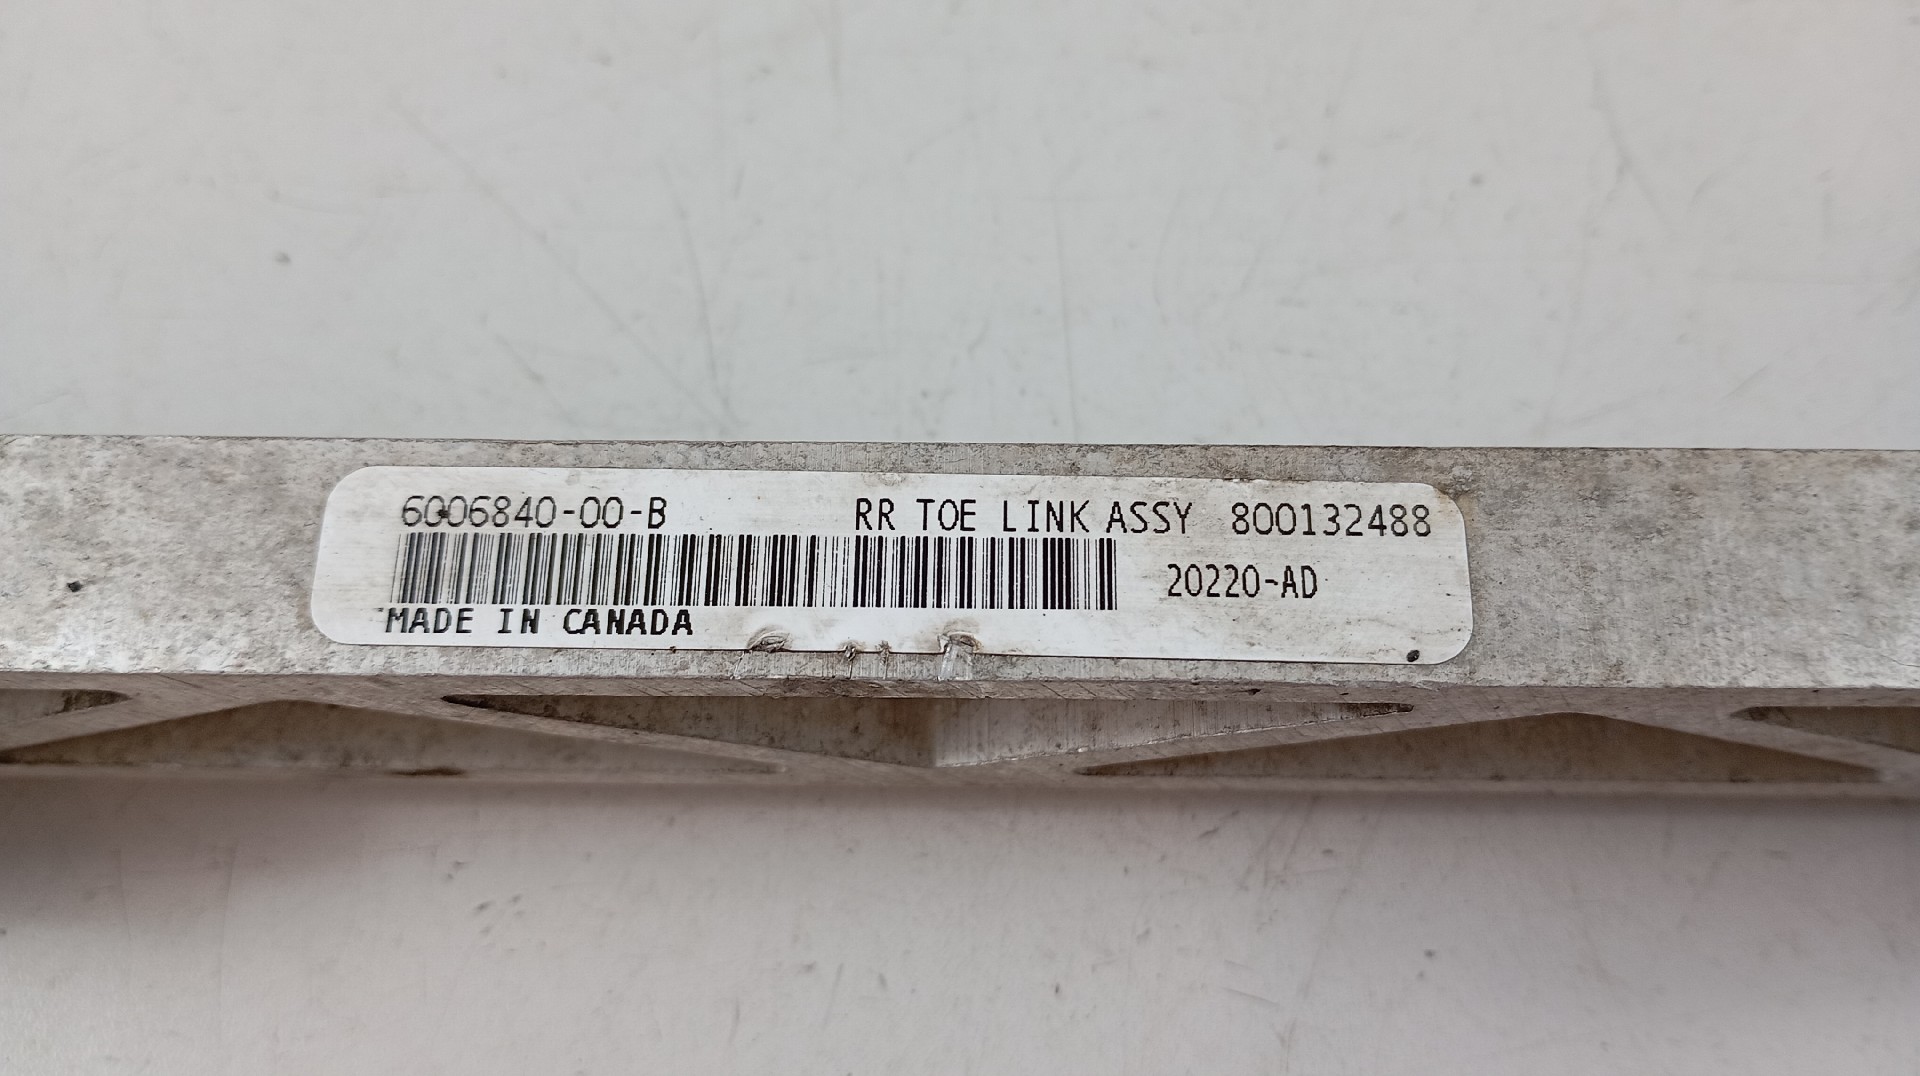 6006840-00-B RR TOE LINK ASSY 800132488
20220-AD
MADE IN CANADA